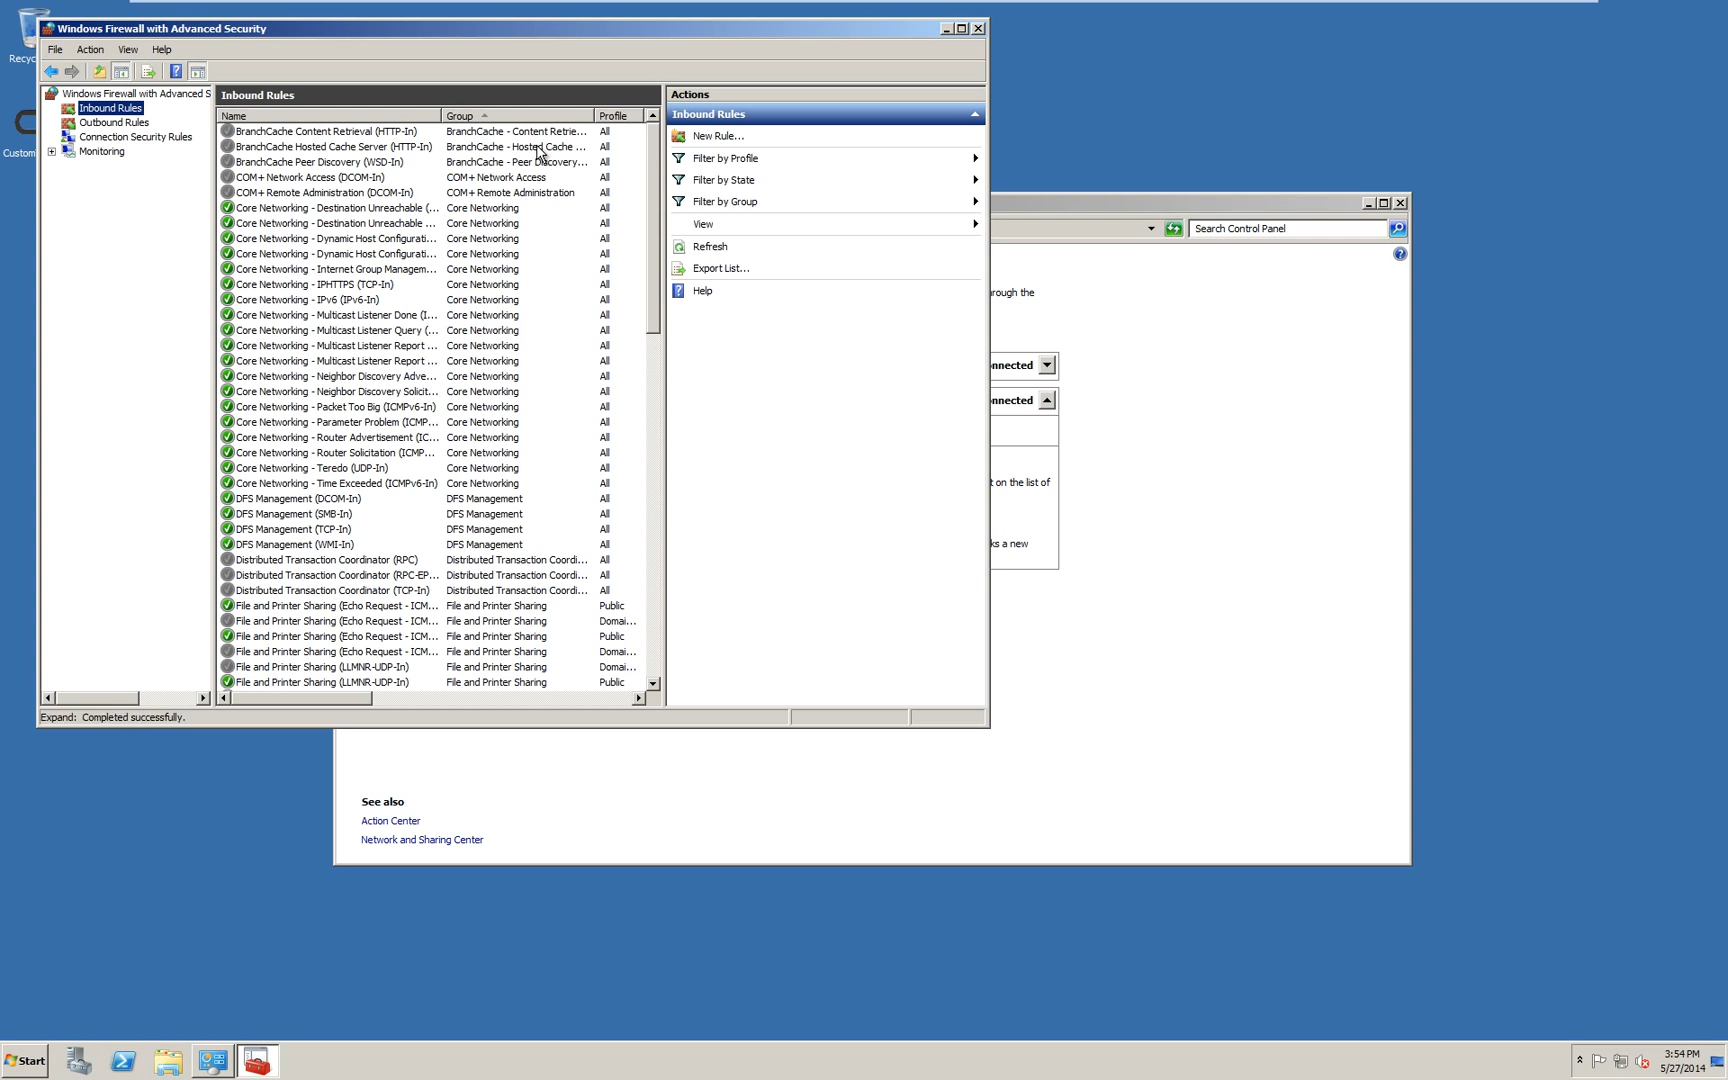 Windows Firewall with Advanced Security
File Action View Help
Windows Firewall with Advanced S
Inbound Rules
Outbound Rules
Connection Security Rules
Monitoring
Inbound Rules
Name Group Profile
BranchCache Content Retrieval (HTTP-In) BranchCache - Content Retrie... All
BranchCache Hosted Cache Server (HTTP-In) BranchCache - Hosted Cache ... All
BranchCache Peer Discovery (WSD-In) BranchCache - Peer Discovery... All
COM+ Network Access (DCOM-In) COM+ Network Access All
COM+ Remote Administration (DCOM-In) COM+ Remote Administration All
Core Networking - Destination Unreachable (... Core Networking All
Core Networking - Destination Unreachable ... Core Networking All
Core Networking - Dynamic Host Configurati... Core Networking All
Core Networking - Dynamic Host Configurati... Core Networking All
Core Networking - Internet Group Managem... Core Networking All
Core Networking - IPHTTPS (TCP-In) Core Networking All
Core Networking - IPv6 (IPv6-In) Core Networking All
Core Networking - Multicast Listener Done (I... Core Networking All
Core Networking - Multicast Listener Query (... Core Networking All
Core Networking - Multicast Listener Report ... Core Networking All
Core Networking - Multicast Listener Report ... Core Networking All
Core Networking - Neighbor Discovery Adve... Core Networking All
Core Networking - Neighbor Discovery Solicit... Core Networking All
Core Networking - Packet Too Big (ICMPv6-In) Core Networking All
Core Networking - Parameter Problem (ICMP... Core Networking All
Core Networking - Router Advertisement (IC... Core Networking All
Core Networking - Router Solicitation (ICMP... Core Networking All
Core Networking - Teredo (UDP-In) Core Networking All
Core Networking - Time Exceeded (ICMPv6-In) Core Networking All
DFS Management (DCOM-In) DFS Management All
DFS Management (SMB-In) DFS Management All
DFS Management (TCP-In) DFS Management All
DFS Management (WMI-In) DFS Management All
Distributed Transaction Coordinator (RPC) Distributed Transaction Coordi... All
Distributed Transaction Coordinator (RPC-EP... Distributed Transaction Coordi... All
Distributed Transaction Coordinator (TCP-In) Distributed Transaction Coordi... All
File and Printer Sharing (Echo Request - ICM... File and Printer Sharing Public
File and Printer Sharing (Echo Request - ICM... File and Printer Sharing Domai...
File and Printer Sharing (Echo Request - ICM... File and Printer Sharing Public
File and Printer Sharing (Echo Request - ICM... File and Printer Sharing Domai...
File and Printer Sharing (LLMNR-UDP-In) File and Printer Sharing Domai...
File and Printer Sharing (LLMNR-UDP-In) File and Printer Sharing Public
Actions
Inbound Rules
New Rule...
Filter by Profile
Filter by State
Filter by Group
View
Refresh
Export List...
Help
Expand: Completed successfully.
Recyc
Custom
Search Control Panel
rough the
nnected
nnected
t on the list of
ks a new
See also
Action Center
Network and Sharing Center
Start
3:54 PM
5/27/2014